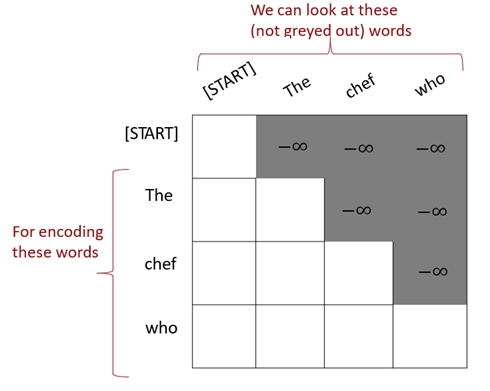 We can look at these
(not greyed out) words
[START] The chef who
[START] −∞ −∞ −∞
The −∞ −∞
For encoding
these words
chef −∞
who